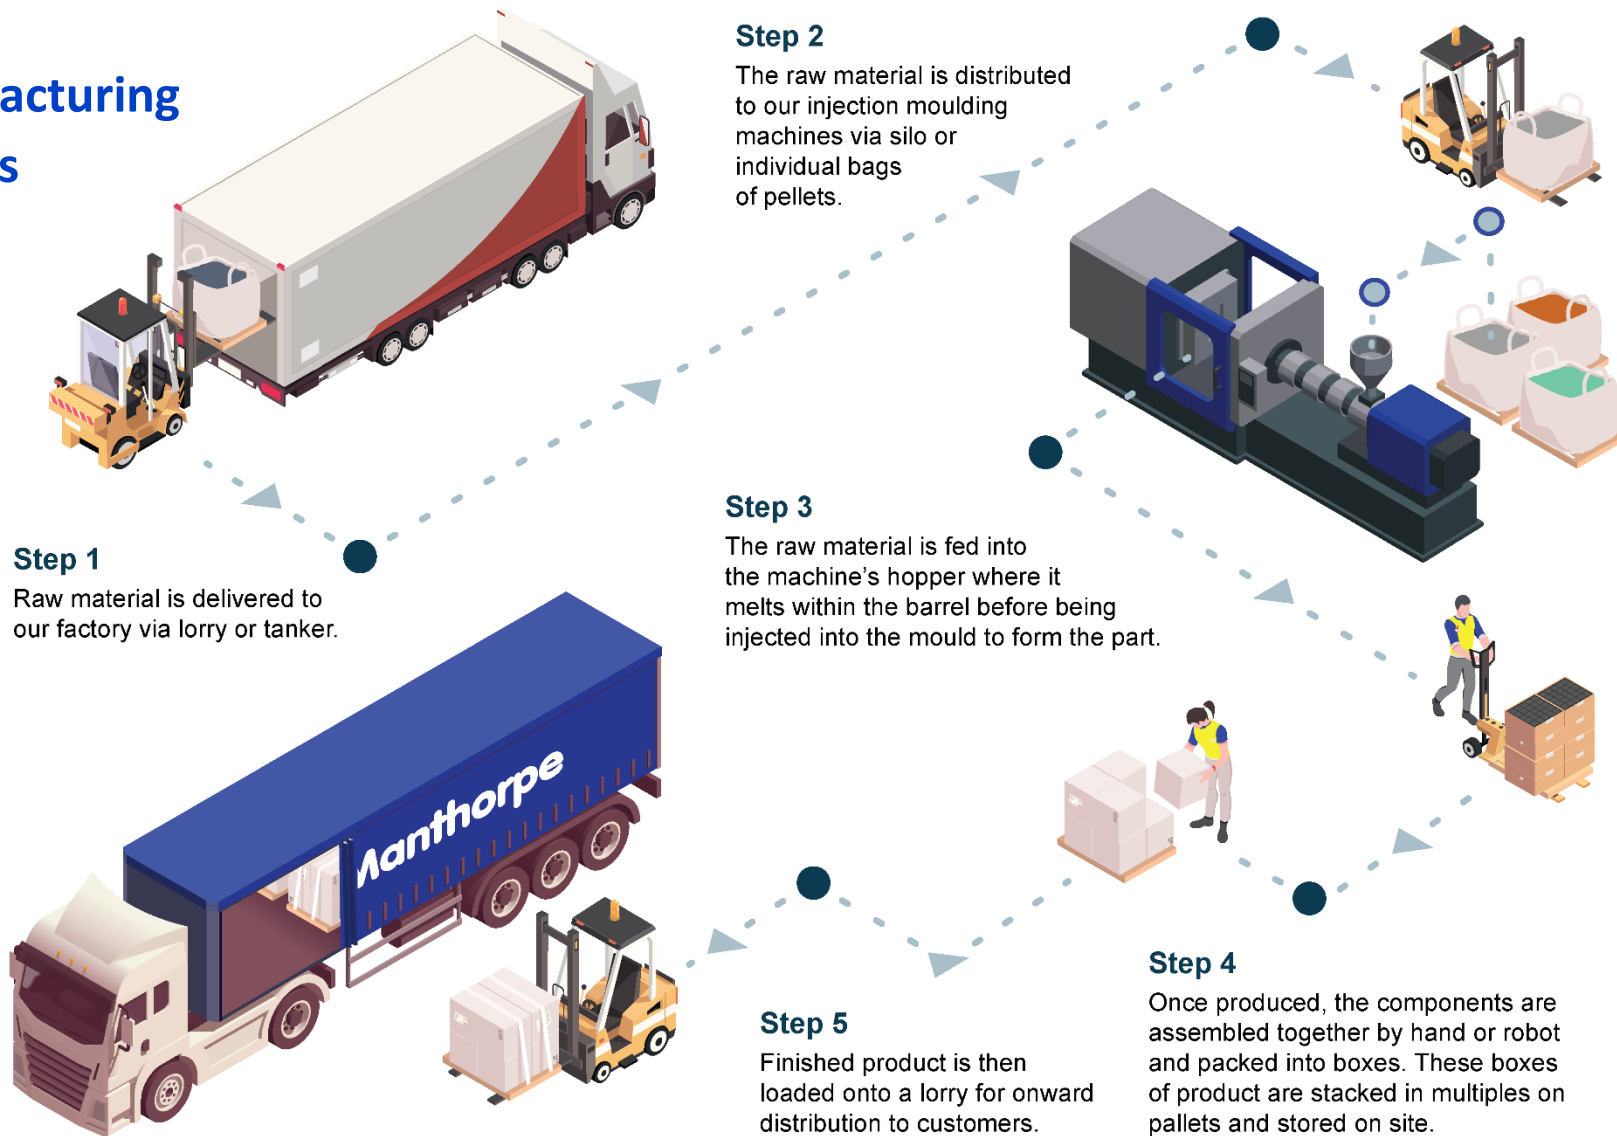 acturing
s
Step 1
Raw material is delivered to
our factory via lorry or tanker.
Step 2
The raw material is distributed
to our injection moulding
machines via silo or
individual bags
of pellets.
Step 3
The raw material is fed into
the machine’s hopper where it
melts within the barrel before being
injected into the mould to form the part.
Step 4
Once produced, the components are
assembled together by hand or robot
and packed into boxes. These boxes
of product are stacked in multiples on
pallets and stored on site.
Step 5
Finished product is then
loaded onto a lorry for onward
distribution to customers.
Manthorpe